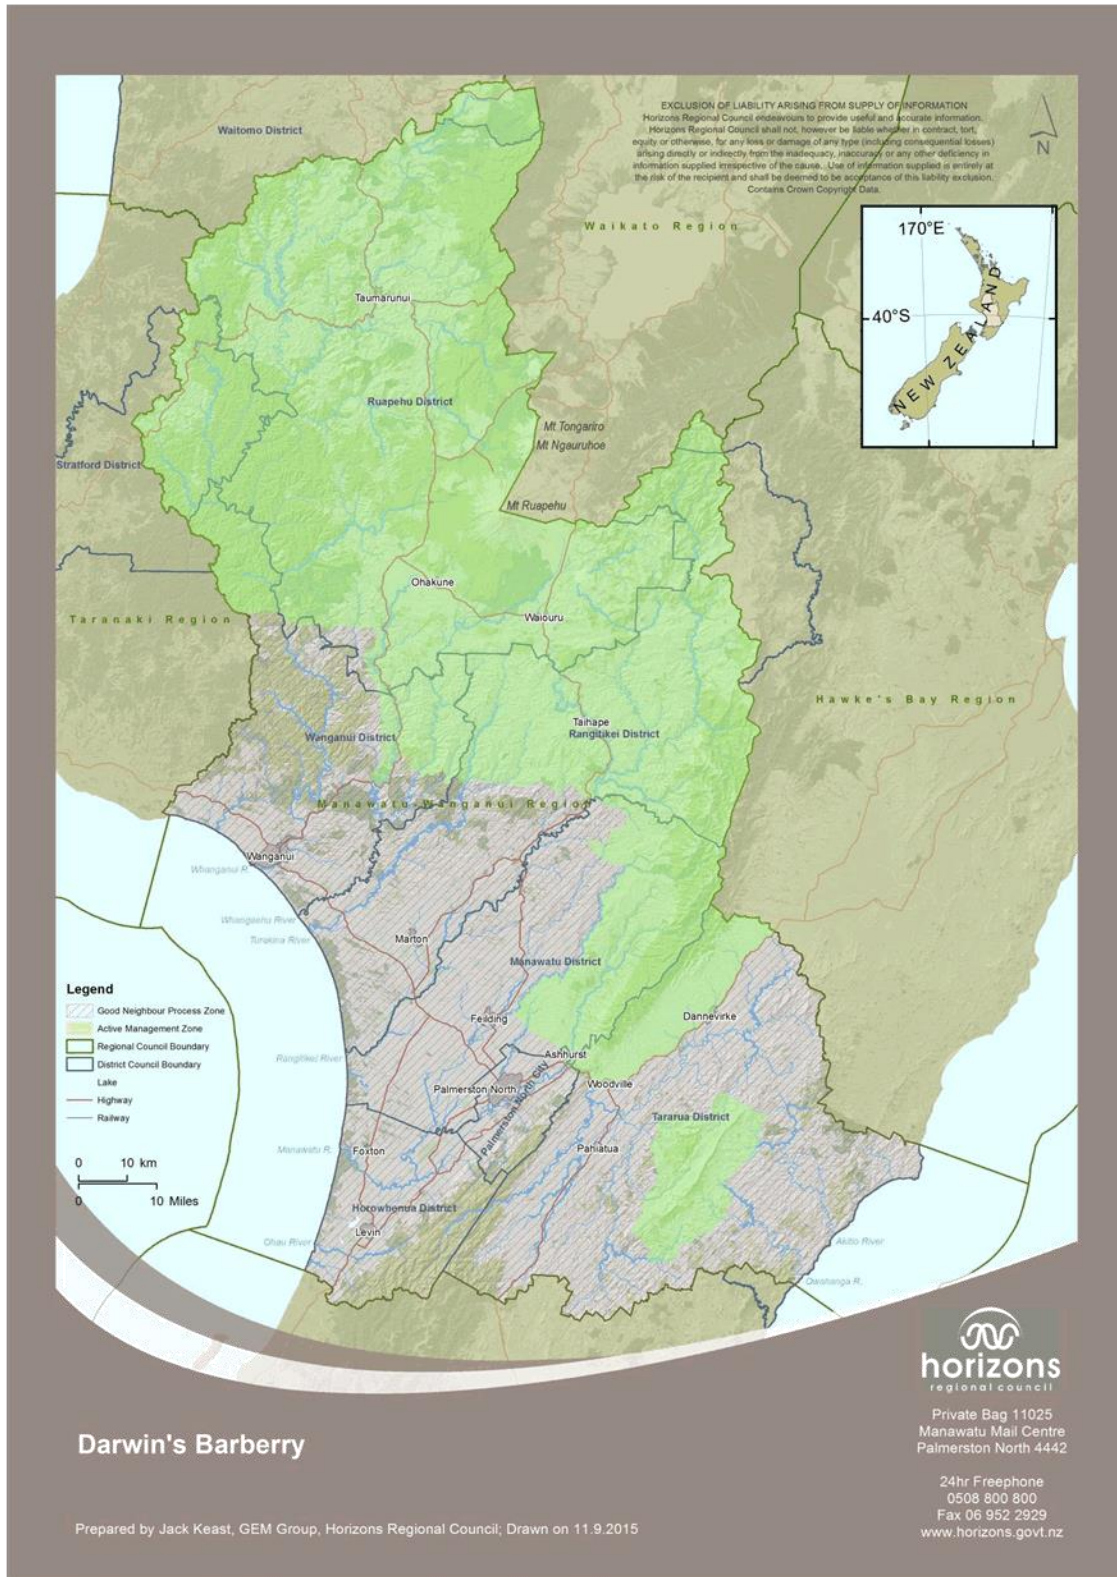 EXCLUSION OF LIABILITY ARISING FROM SUPPLY OF INFORMATION
Horizons Regional Council endeavours to provide useful and accurate information.
Horizons Regional Council shall not, however be liable whether in contract, tort,
equity or otherwise, for any loss or damage of any type (including consequential losses)
arising directly or indirectly from the inadequacy, inaccuracy or any other deficiency in
information supplied irrespective of the cause. Use of information supplied is entirely at
the risk of the recipient and shall be deemed to be acceptance of this liability exclusion.
Contains Crown Copyright Data.
N
Waitomo District
Waikato Region
170°E
40°S
NEW ZEALAND
Taumarunui
Ruapehu District
Mt Tongariro
Mt Ngauruhoe
Stratford District
Mt Ruapehu
Ohakune
Waiouru
Taranaki Region
Hawke's Bay Region
Taihape
Rangitikei District
Wanganui District
Manawatu-Wanganui Region
Wanganui
Whanganui R.
Whangaehu River
Turakina River
Marton
Manawatu District
Feilding
Dannevirke
Ashhurst
Woodville
Rangitikei River
Palmerston North
Palmerston North City
Tararua District
Pahiatua
Manawatu R.
Foxton
Horowhenua District
Levin
Ohau River
Akitio River
Owahanga R.
Legend
Good Neighbour Process Zone
Active Management Zone
Regional Council Boundary
District Council Boundary
Lake
Highway
Railway
0 10 km
0 10 Miles
horizons
regional council
Private Bag 11025
Manawatu Mail Centre
Palmerston North 4442
24hr Freephone
0508 800 800
Fax 06 952 2929
www.horizons.govt.nz
Darwin's Barberry
Prepared by Jack Keast, GEM Group, Horizons Regional Council; Drawn on 11.9.2015